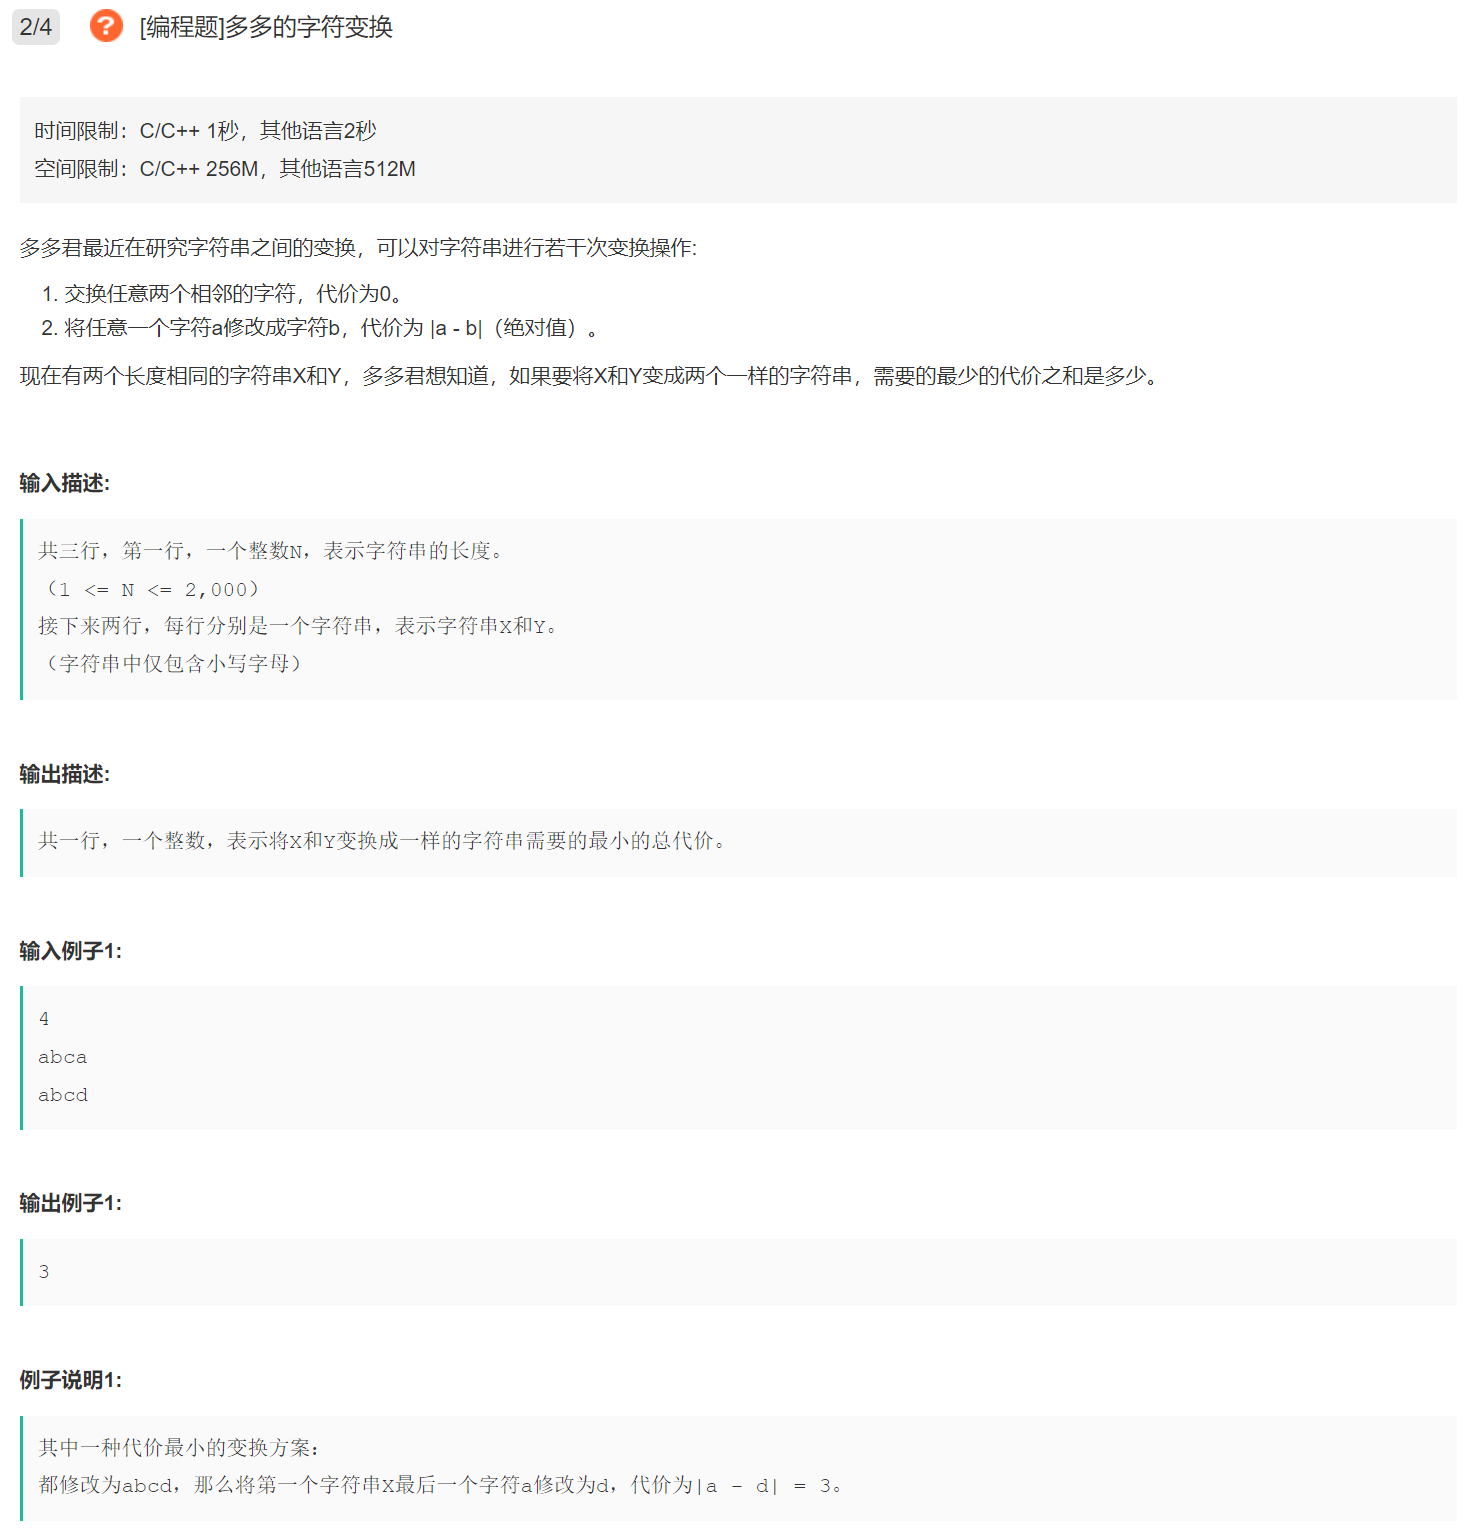 2/4 ? [编程题]多多的字符变换
时间限制：C/C++ 1秒，其他语言2秒
空间限制：C/C++ 256M，其他语言512M
多多君最近在研究字符串之间的变换，可以对字符串进行若干次变换操作:
1. 交换任意两个相邻的字符，代价为0。
2. 将任意一个字符a修改成字符b，代价为 |a - b|（绝对值）。
现在有两个长度相同的字符串X和Y，多多君想知道，如果要将X和Y变成两个一样的字符串，需要的最少的代价之和是多少。
输入描述:
共三行，第一行，一个整数N，表示字符串的长度。
（1 <= N <= 2,000）
接下来两行，每行分别是一个字符串，表示字符串X和Y。
（字符串中仅包含小写字母）
输出描述:
共一行，一个整数，表示将X和Y变换成一样的字符串需要的最小的总代价。
输入例子1:
4
abca
abcd
输出例子1:
3
例子说明1:
其中一种代价最小的变换方案：
都修改为abcd，那么将第一个字符串X最后一个字符a修改为d，代价为|a - d| = 3。